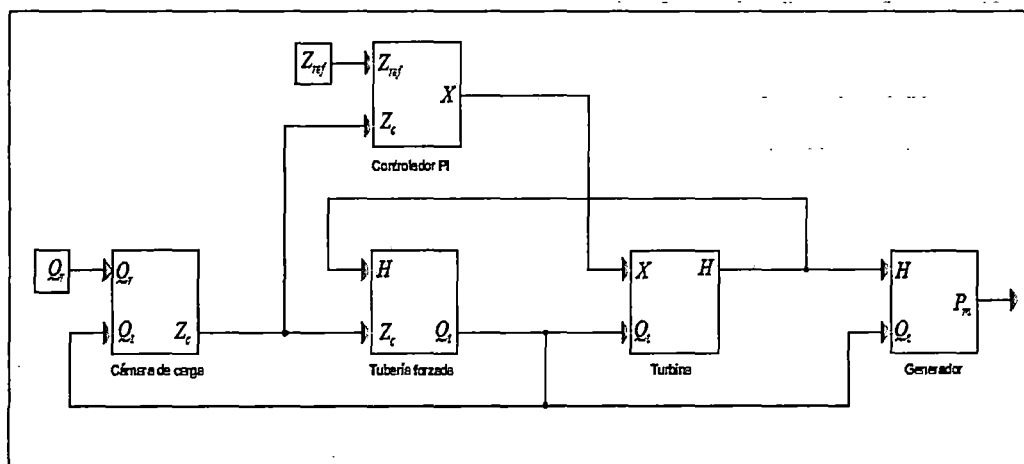 Z_ref
Z_ref
X
Z_c
Controlador PI
Q_r
Q_r
Q_t
Z_c
Cámara de carga
H
Z_c
Q_t
Tubería forzada
X
H
Q_t
Turbina
H
P_m
Q_t
Generador